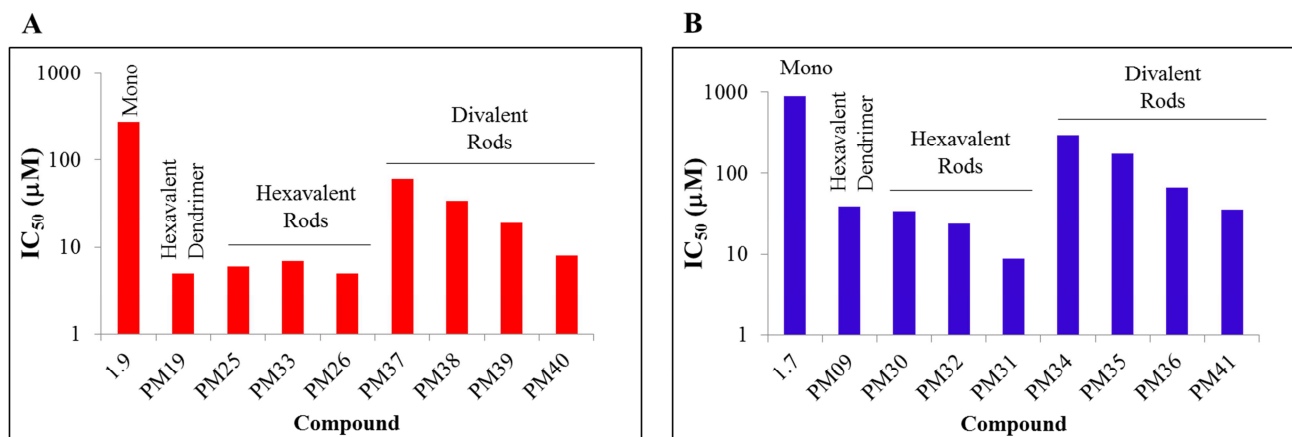 A
IC50 (µM)
1000
100
10
1
Mono
Hexavalent
Dendrimer
Hexavalent
Rods
Divalent
Rods
1.9
PM19
PM25
PM33
PM26
PM37
PM38
PM39
PM40
Compound
B
IC50 (µM)
1000
100
10
1
Mono
Hexavalent
Dendrimer
Hexavalent
Rods
Divalent
Rods
1.7
PM09
PM30
PM32
PM31
PM34
PM35
PM36
PM41
Compound